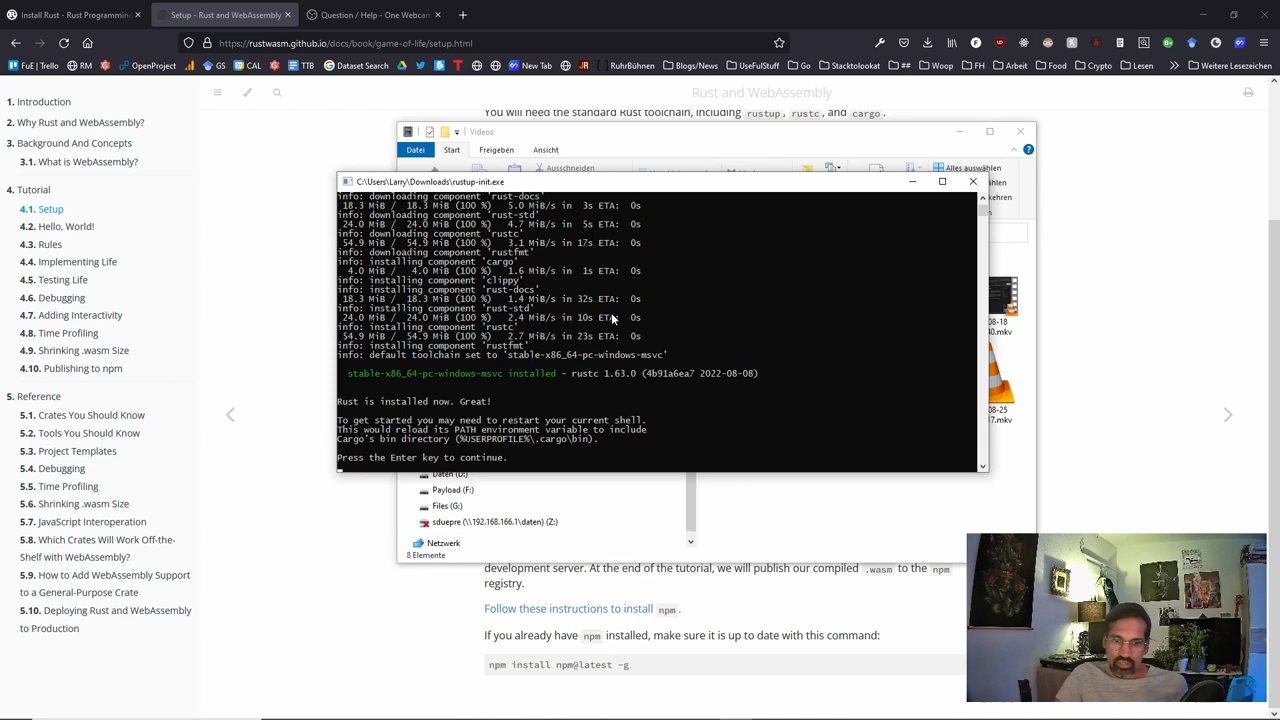 Install Rust - Rust Programming
Setup - Rust and WebAssembly
Question / Help - One Webcam
https://rustwasm.github.io/docs/book/game-of-life/setup.html
FuE | Trello
RM
OpenProject
GS
CAL
TTB
Dataset Search
New Tab
JR
RuhrBühnen
Blogs/News
UseFulStuff
Go
Stacktolookat
##
Woop
FH
Arbeit
Food
Crypto
Lesen
Weitere Lesezeichen
1. Introduction
2. Why Rust and WebAssembly?
3. Background And Concepts
3.1. What is WebAssembly?
4. Tutorial
4.1. Setup
4.2. Hello, World!
4.3. Rules
4.4. Implementing Life
4.5. Testing Life
4.6. Debugging
4.7. Adding Interactivity
4.8. Time Profiling
4.9. Shrinking .wasm Size
4.10. Publishing to npm
5. Reference
5.1. Crates You Should Know
5.2. Tools You Should Know
5.3. Project Templates
5.4. Debugging
5.5. Time Profiling
5.6. Shrinking .wasm Size
5.7. JavaScript Interoperation
5.8. Which Crates Will Work Off-the-
Shelf with WebAssembly?
5.9. How to Add WebAssembly Support
to a General-Purpose Crate
5.10. Deploying Rust and WebAssembly
to Production
Rust and WebAssembly
You will need the standard Rust toolchain, including rustup, rustc, and cargo.
Videos
Datei Start Freigeben Ansicht
Ausschneiden
Alles auswählen
C:\Users\Larry\Downloads\rustup-init.exe
info: downloading component 'rust-docs'
18.3 MiB / 18.3 MiB (100 %) 5.0 MiB/s in 3s ETA: 0s
info: downloading component 'rust-std'
24.0 MiB / 24.0 MiB (100 %) 4.7 MiB/s in 5s ETA: 0s
info: downloading component 'rustc'
54.9 MiB / 54.9 MiB (100 %) 3.1 MiB/s in 17s ETA: 0s
info: downloading component 'rustfmt'
info: installing component 'cargo'
4.0 MiB / 4.0 MiB (100 %) 1.6 MiB/s in 1s ETA: 0s
info: installing component 'clippy'
info: installing component 'rust-docs'
18.3 MiB / 18.3 MiB (100 %) 1.4 MiB/s in 32s ETA: 0s
info: installing component 'rust-std'
24.0 MiB / 24.0 MiB (100 %) 2.4 MiB/s in 10s ETA: 0s
info: installing component 'rustc'
54.9 MiB / 54.9 MiB (100 %) 2.7 MiB/s in 23s ETA: 0s
info: installing component 'rustfmt'
info: default toolchain set to 'stable-x86_64-pc-windows-msvc'
stable-x86_64-pc-windows-msvc installed - rustc 1.63.0 (4b91a6ea7 2022-08-08)
Rust is installed now. Great!
To get started you may need to restart your current shell.
This would reload its PATH environment variable to include
Cargo's bin directory (%USERPROFILE%\.cargo\bin).
Press the Enter key to continue.
08-18
.mkv
08-25
17.mkv
Daten (D:)
Payload (F:)
Files (G:)
sduepre (\\192.168.166.1\daten) (Z:)
Netzwerk
8 Elemente
development server. At the end of the tutorial, we will publish our compiled .wasm to the npm
registry.
Follow these instructions to install npm.
If you already have npm installed, make sure it is up to date with this command:
npm install npm@latest -g